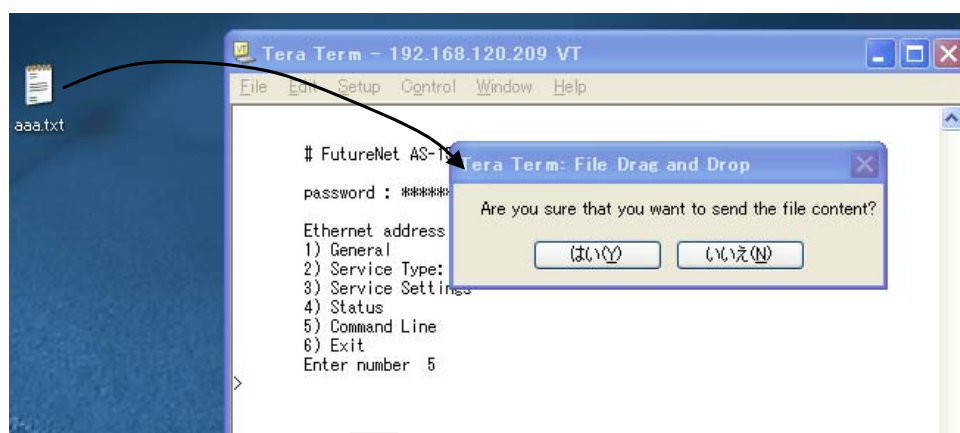 Tera Term - 192.168.120.209 VT
File Edit Setup Control Window Help
aaa.txt
# FutureNet AS-1
Tera Term: File Drag and Drop
password : ******
Are you sure that you want to send the file content?
Ethernet address
はい(Y) いいえ(N)
1) General
2) Service Type:
3) Service Settings
4) Status
5) Command Line
6) Exit
Enter number 5
>